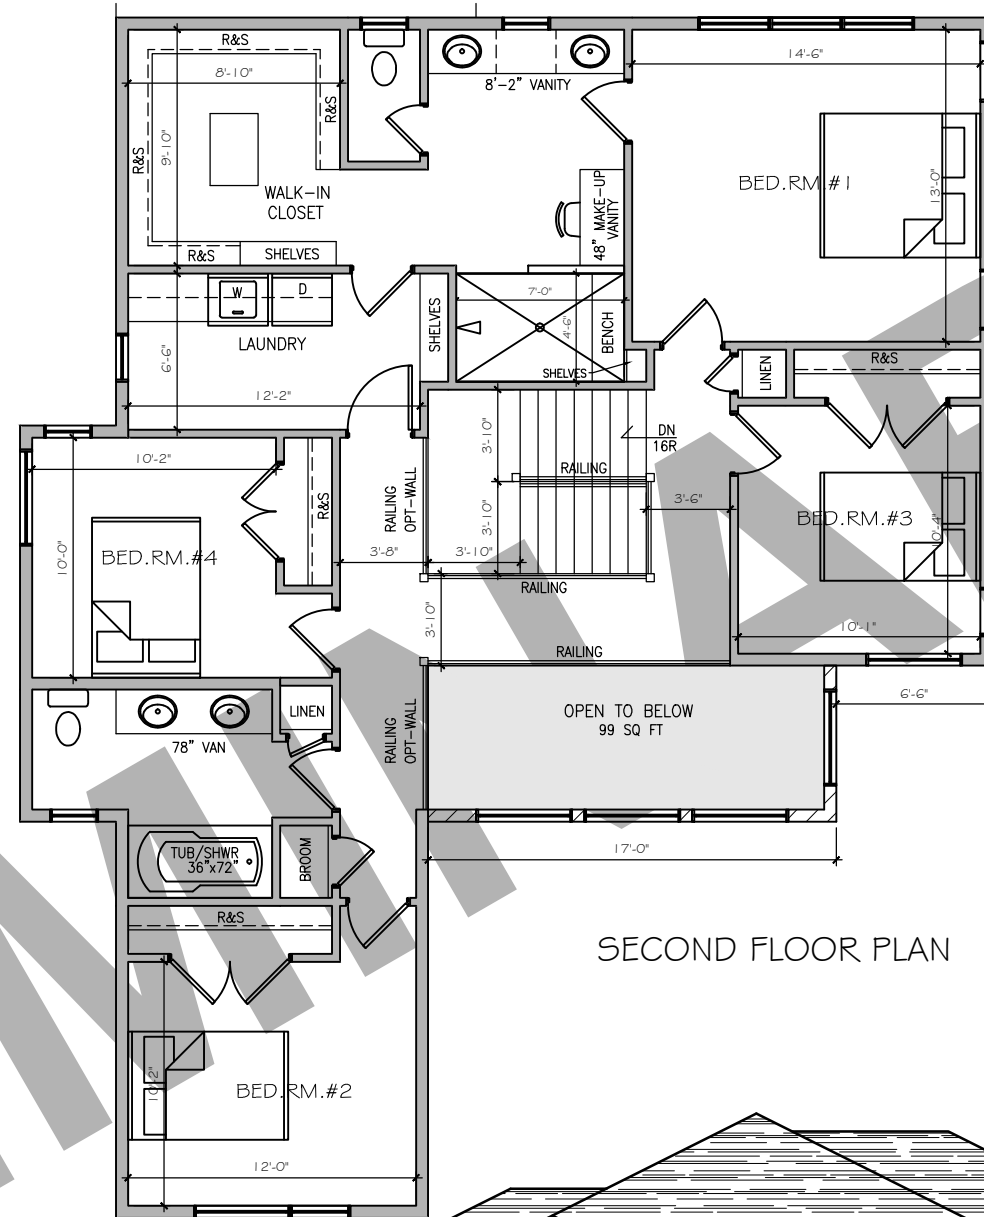 R&S
8'-10"
R&S
R&S
9'-10"
WALK-IN
CLOSET
R&S
SHELVES
8'-2" VANITY
48" MAKE-UP
VANITY
14'-6"
BED.RM.#1
13'-0"
W
D
LAUNDRY
6'-6"
12'-2"
SHELVES
7'-0"
4'-6"
BENCH
SHELVES
LINEN
R&S
10'-2"
R&S
BED.RM.#4
10'-0"
RAILING
OPT-WALL
3'-8"
3'-10"
3'-10"
3'-10"
3'-10"
DN
16R
RAILING
3'-6"
RAILING
RAILING
BED.RM.#3
10'-4"
10'-1"
6'-6"
LINEN
78" VAN
RAILING
OPT-WALL
OPEN TO BELOW
99 SQ FT
17'-0"
TUB/SHWR
36"x72"
BROOM
R&S
SECOND FLOOR PLAN
BED.RM.#2
10'-2"
12'-0"